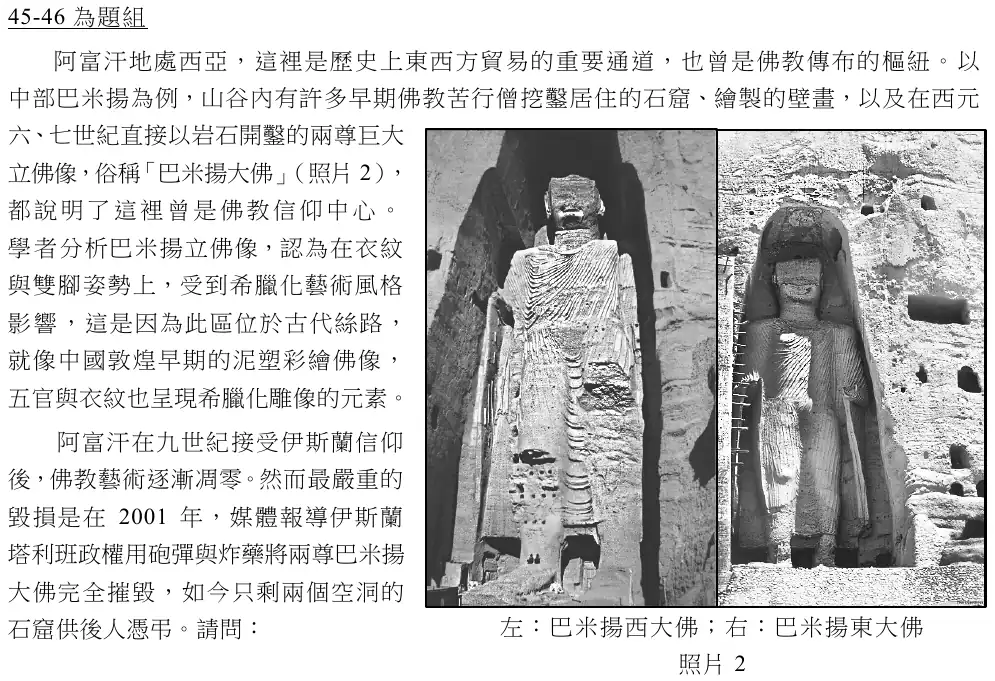 45-46 為題組
阿富汗地處西亞，這裡是歷史上東西方貿易的重要通道，也曾是佛教傳布的樞紐。以
中部巴米揚為例，山谷內有許多早期佛教苦行僧挖鑿居住的石窟、繪製的壁畫，以及在西元
六、七世紀直接以岩石開鑿的兩尊巨大
立佛像，俗稱「巴米揚大佛」（照片 2），
都說明了這裡曾是佛教信仰中心。
學者分析巴米揚立佛像，認為在衣紋
與雙腳姿勢上，受到希臘化藝術風格
影響，這是因為此區位於古代絲路，
就像中國敦煌早期的泥塑彩繪佛像，
五官與衣紋也呈現希臘化雕像的元素。
阿富汗在九世紀接受伊斯蘭信仰
後，佛教藝術逐漸凋零。然而最嚴重的
毀損是在 2001 年，媒體報導伊斯蘭
塔利班政權用砲彈與炸藥將兩尊巴米揚
大佛完全摧毀，如今只剩兩個空洞的
石窟供後人憑弔。請問：
左：巴米揚西大佛；右：巴米揚東大佛
照片 2